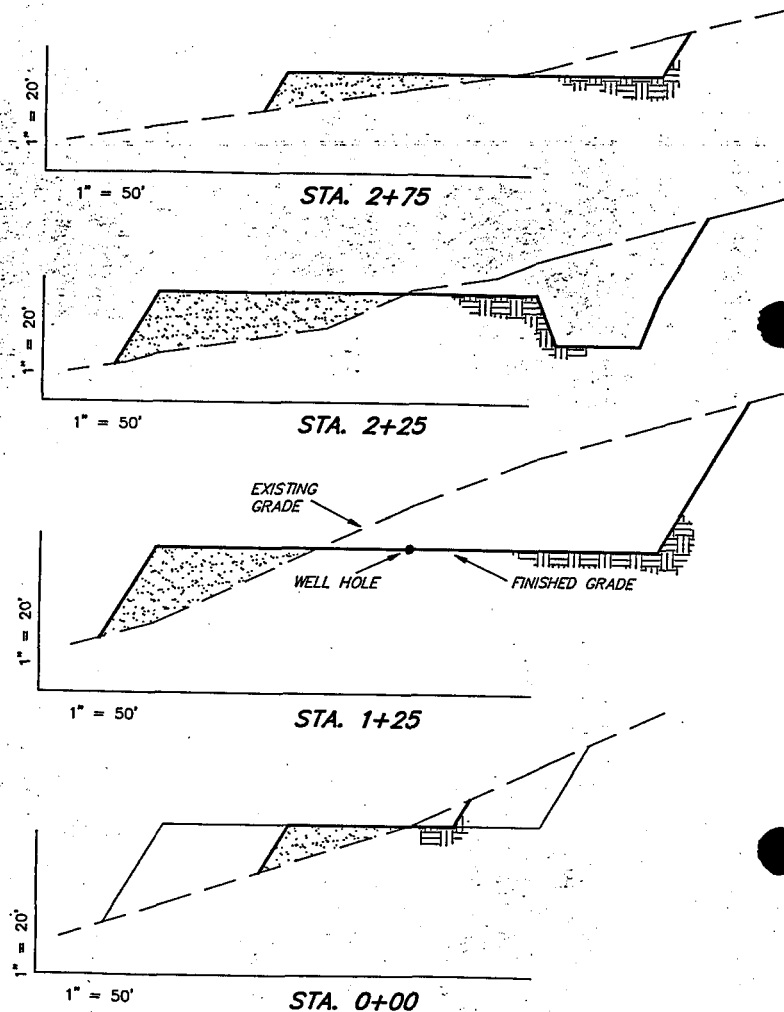 1" = 20'
1" = 50'
STA. 2+75
1" = 20'
1" = 50'
STA. 2+25
EXISTING
GRADE
WELL HOLE
FINISHED GRADE
1" = 20'
1" = 50'
STA. 1+25
1" = 20'
1" = 50'
STA. 0+00